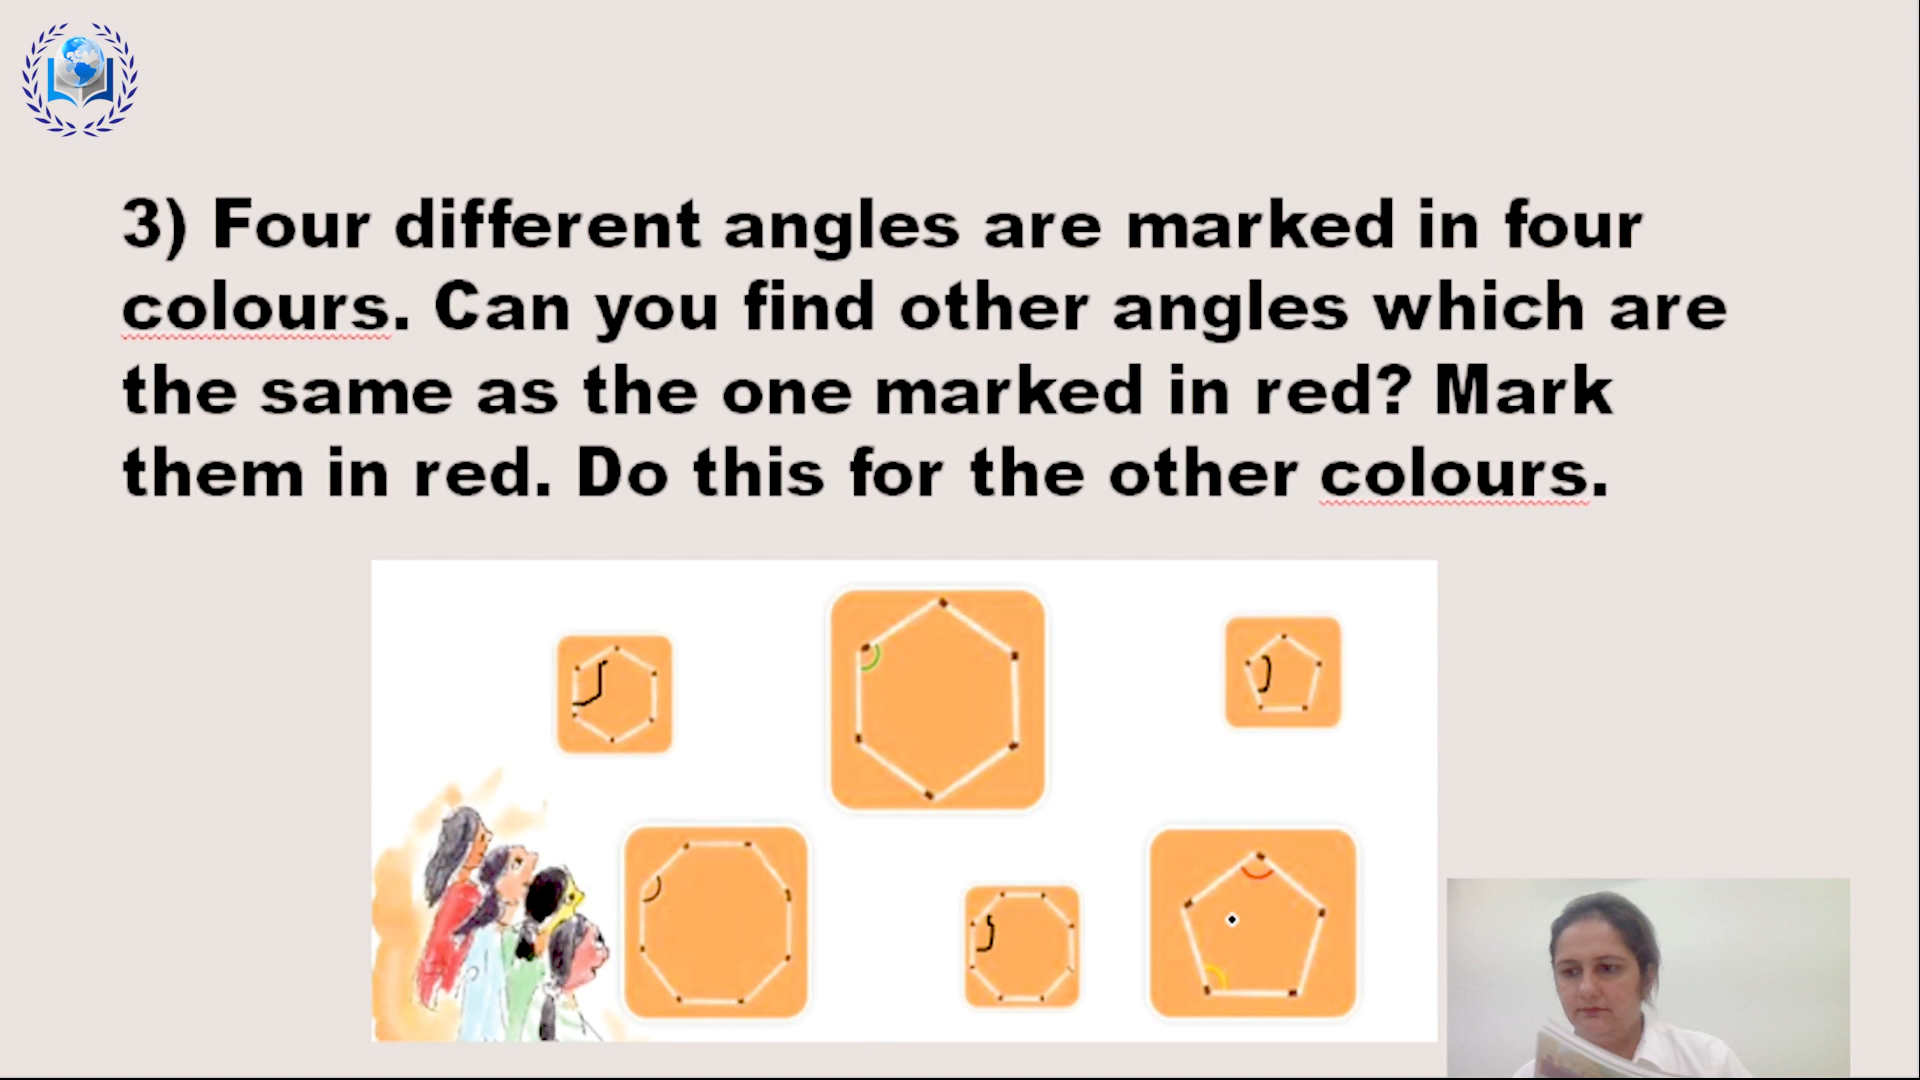 3) Four different angles are marked in four
colours. Can you find other angles which are
the same as the one marked in red? Mark
them in red. Do this for the other colours.